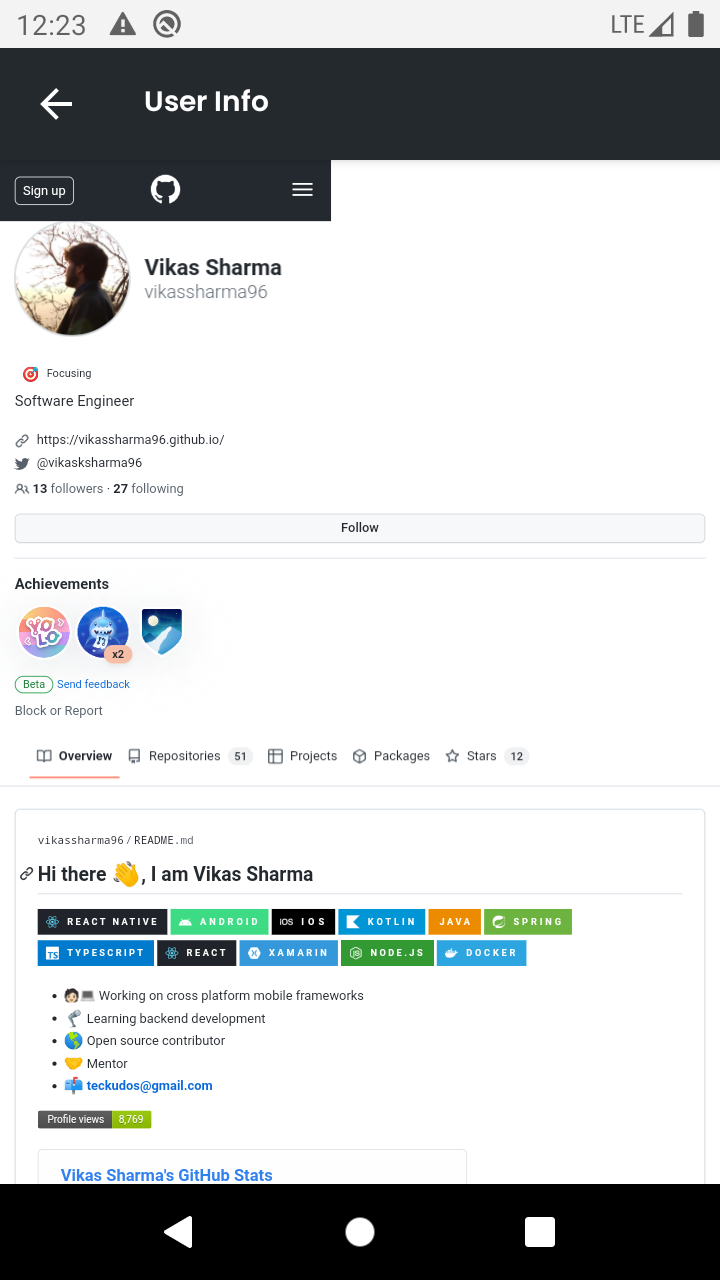 12:23 LTE
User Info
Sign up
Vikas Sharma
vikassharma96
Focusing
Software Engineer
https://vikassharma96.github.io/
@vikasksharma96
13 followers · 27 following
Follow
Achievements
YOLO
x2
Beta Send feedback
Block or Report
Overview Repositories 51 Projects Packages Stars 12
vikassharma96/README.md
Hi there 👋, I am Vikas Sharma
REACT NATIVE ANDROID iOS IOS KOTLIN JAVA SPRING
TS TYPESCRIPT REACT XAMARIN NODE.JS DOCKER
• 🧑🏻‍💻 Working on cross platform mobile frameworks
• Learning backend development
• 🌎 Open source contributor
• 🤝 Mentor
• 📫 teckudos@gmail.com
Profile views 8,769
Vikas Sharma's GitHub Stats